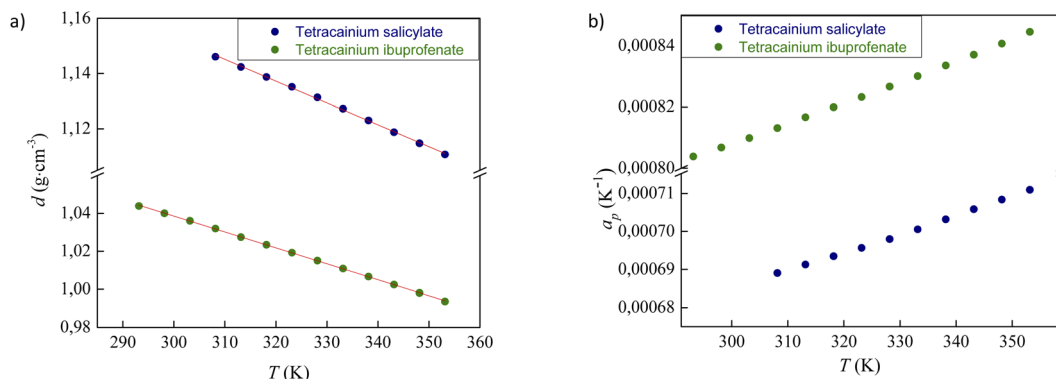 a)
1,16
1,14
1,12
1,04
1,02
1,00
0,98
d (g·cm⁻³)
Tetracainium salicylate
Tetracainium ibuprofenate
290 300 310 320 330 340 350 360
T (K)
b)
0,00084
0,00082
0,00080
0,00071
0,00070
0,00069
0,00068
aₚ (K⁻¹)
Tetracainium salicylate
Tetracainium ibuprofenate
300 310 320 330 340 350
T (K)